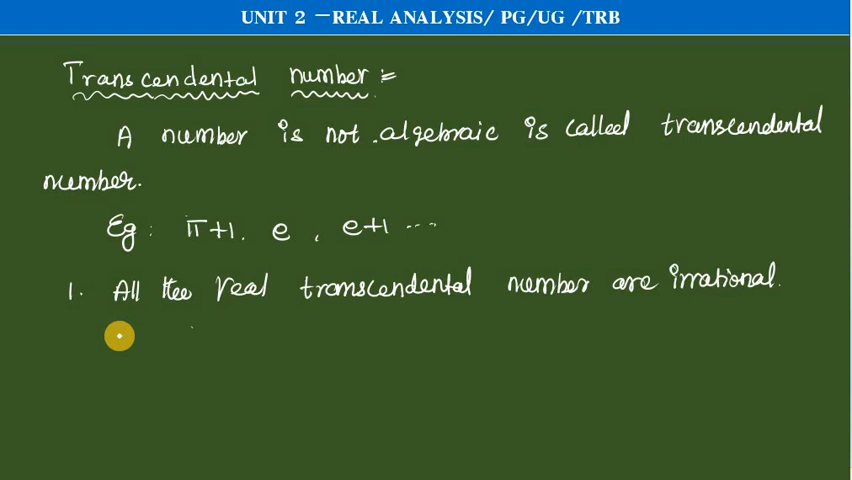 UNIT 2 —REAL ANALYSIS/ PG/UG /TRB
Transcendental number :=
A number is not algebraic is called transcendental
number.
Eg : π+1, e , e+1 ...
1. All the real transcendental number are irrational.